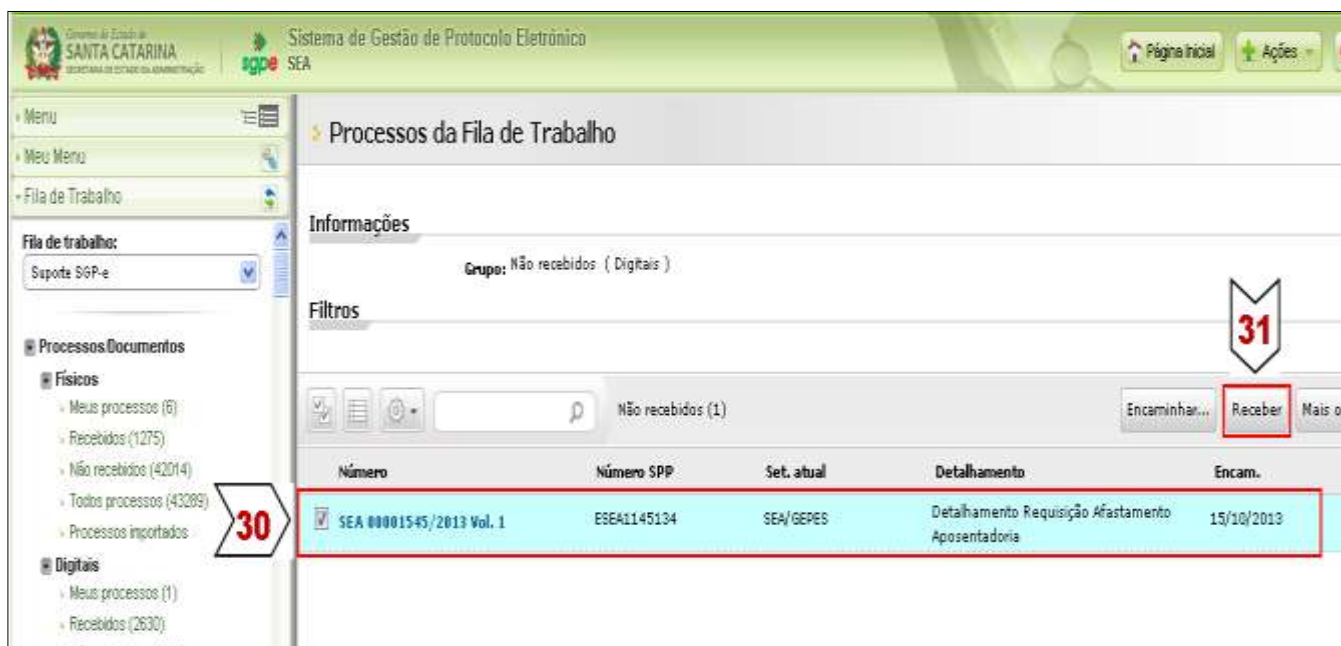 Governo do Estado de
SANTA CATARINA
SECRETARIA DE ESTADO DA ADMINISTRAÇÃO
sgpe
Sistema de Gestão de Protocolo Eletrônico
SEA
Página Inicial
Ações
Menu
Meu Menu
Fila de Trabalho
Fila de trabalho:
Suporte SGP-e
Processos/Documentos
Físicos
Meus processos (6)
Recebidos (1275)
Não recebidos (42014)
Todos processos (43289)
Processos importados
Digitais
Meus processos (1)
Recebidos (2630)
Processos da Fila de Trabalho
Informações
Grupo: Não recebidos ( Digitais )
Filtros
31
Não recebidos (1)
Encaminhar... Receber Mais o
Número Número SPP Set. atual Detalhamento Encam.
30
SEA 00001545/2013 Vol. 1 ESEA1145134 SEA/GEPES Detalhamento Requisição Afastamento 15/10/2013
Aposentadoria